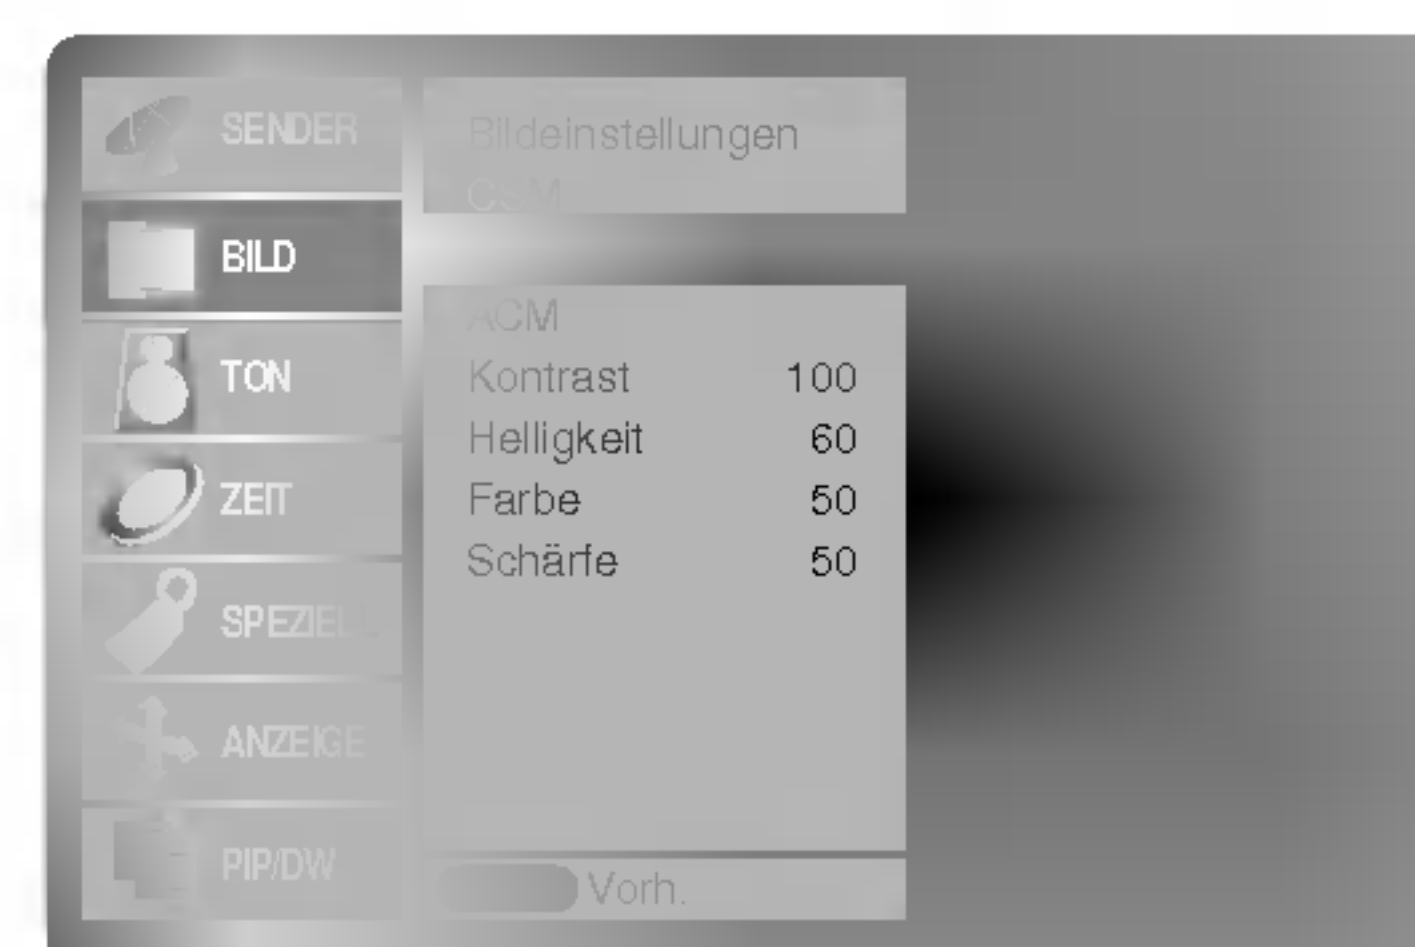 SENDER
BILD
TON
ZEIT
SPEZIELL
ANZEIGE
PIP/DW
Bildeinstellungen
CSM
ACM
Kontrast 100
Helligkeit 60
Farbe 50
Schärfe 50
Vorh.